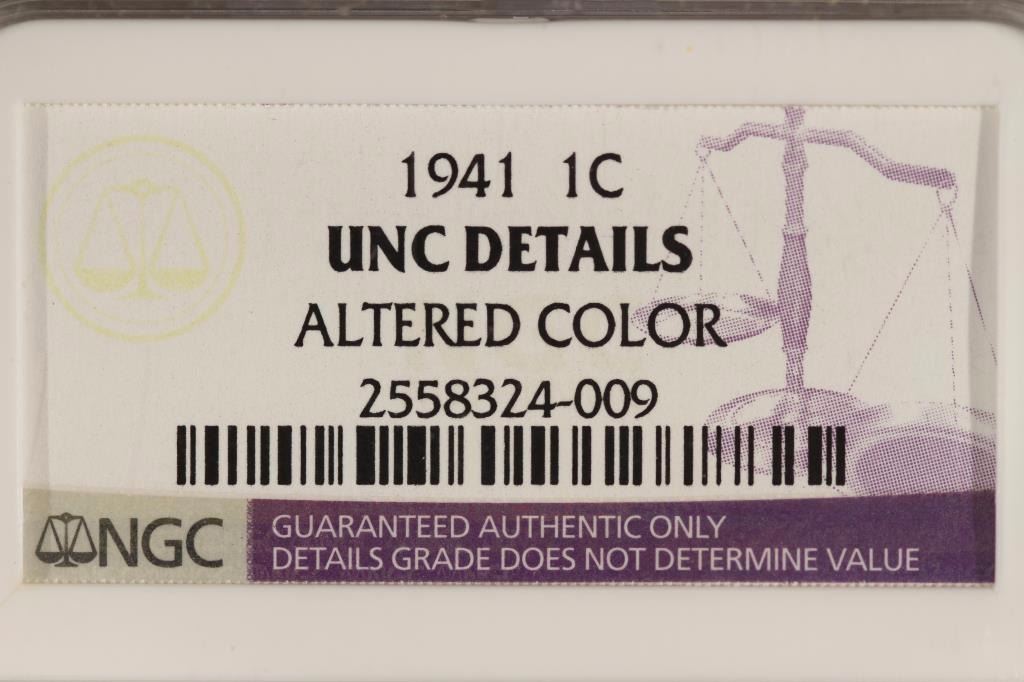 1941 1C
UNC DETAILS
ALTERED COLOR
2558324-009
NGC
GUARANTEED AUTHENTIC ONLY
DETAILS GRADE DOES NOT DETERMINE VALUE